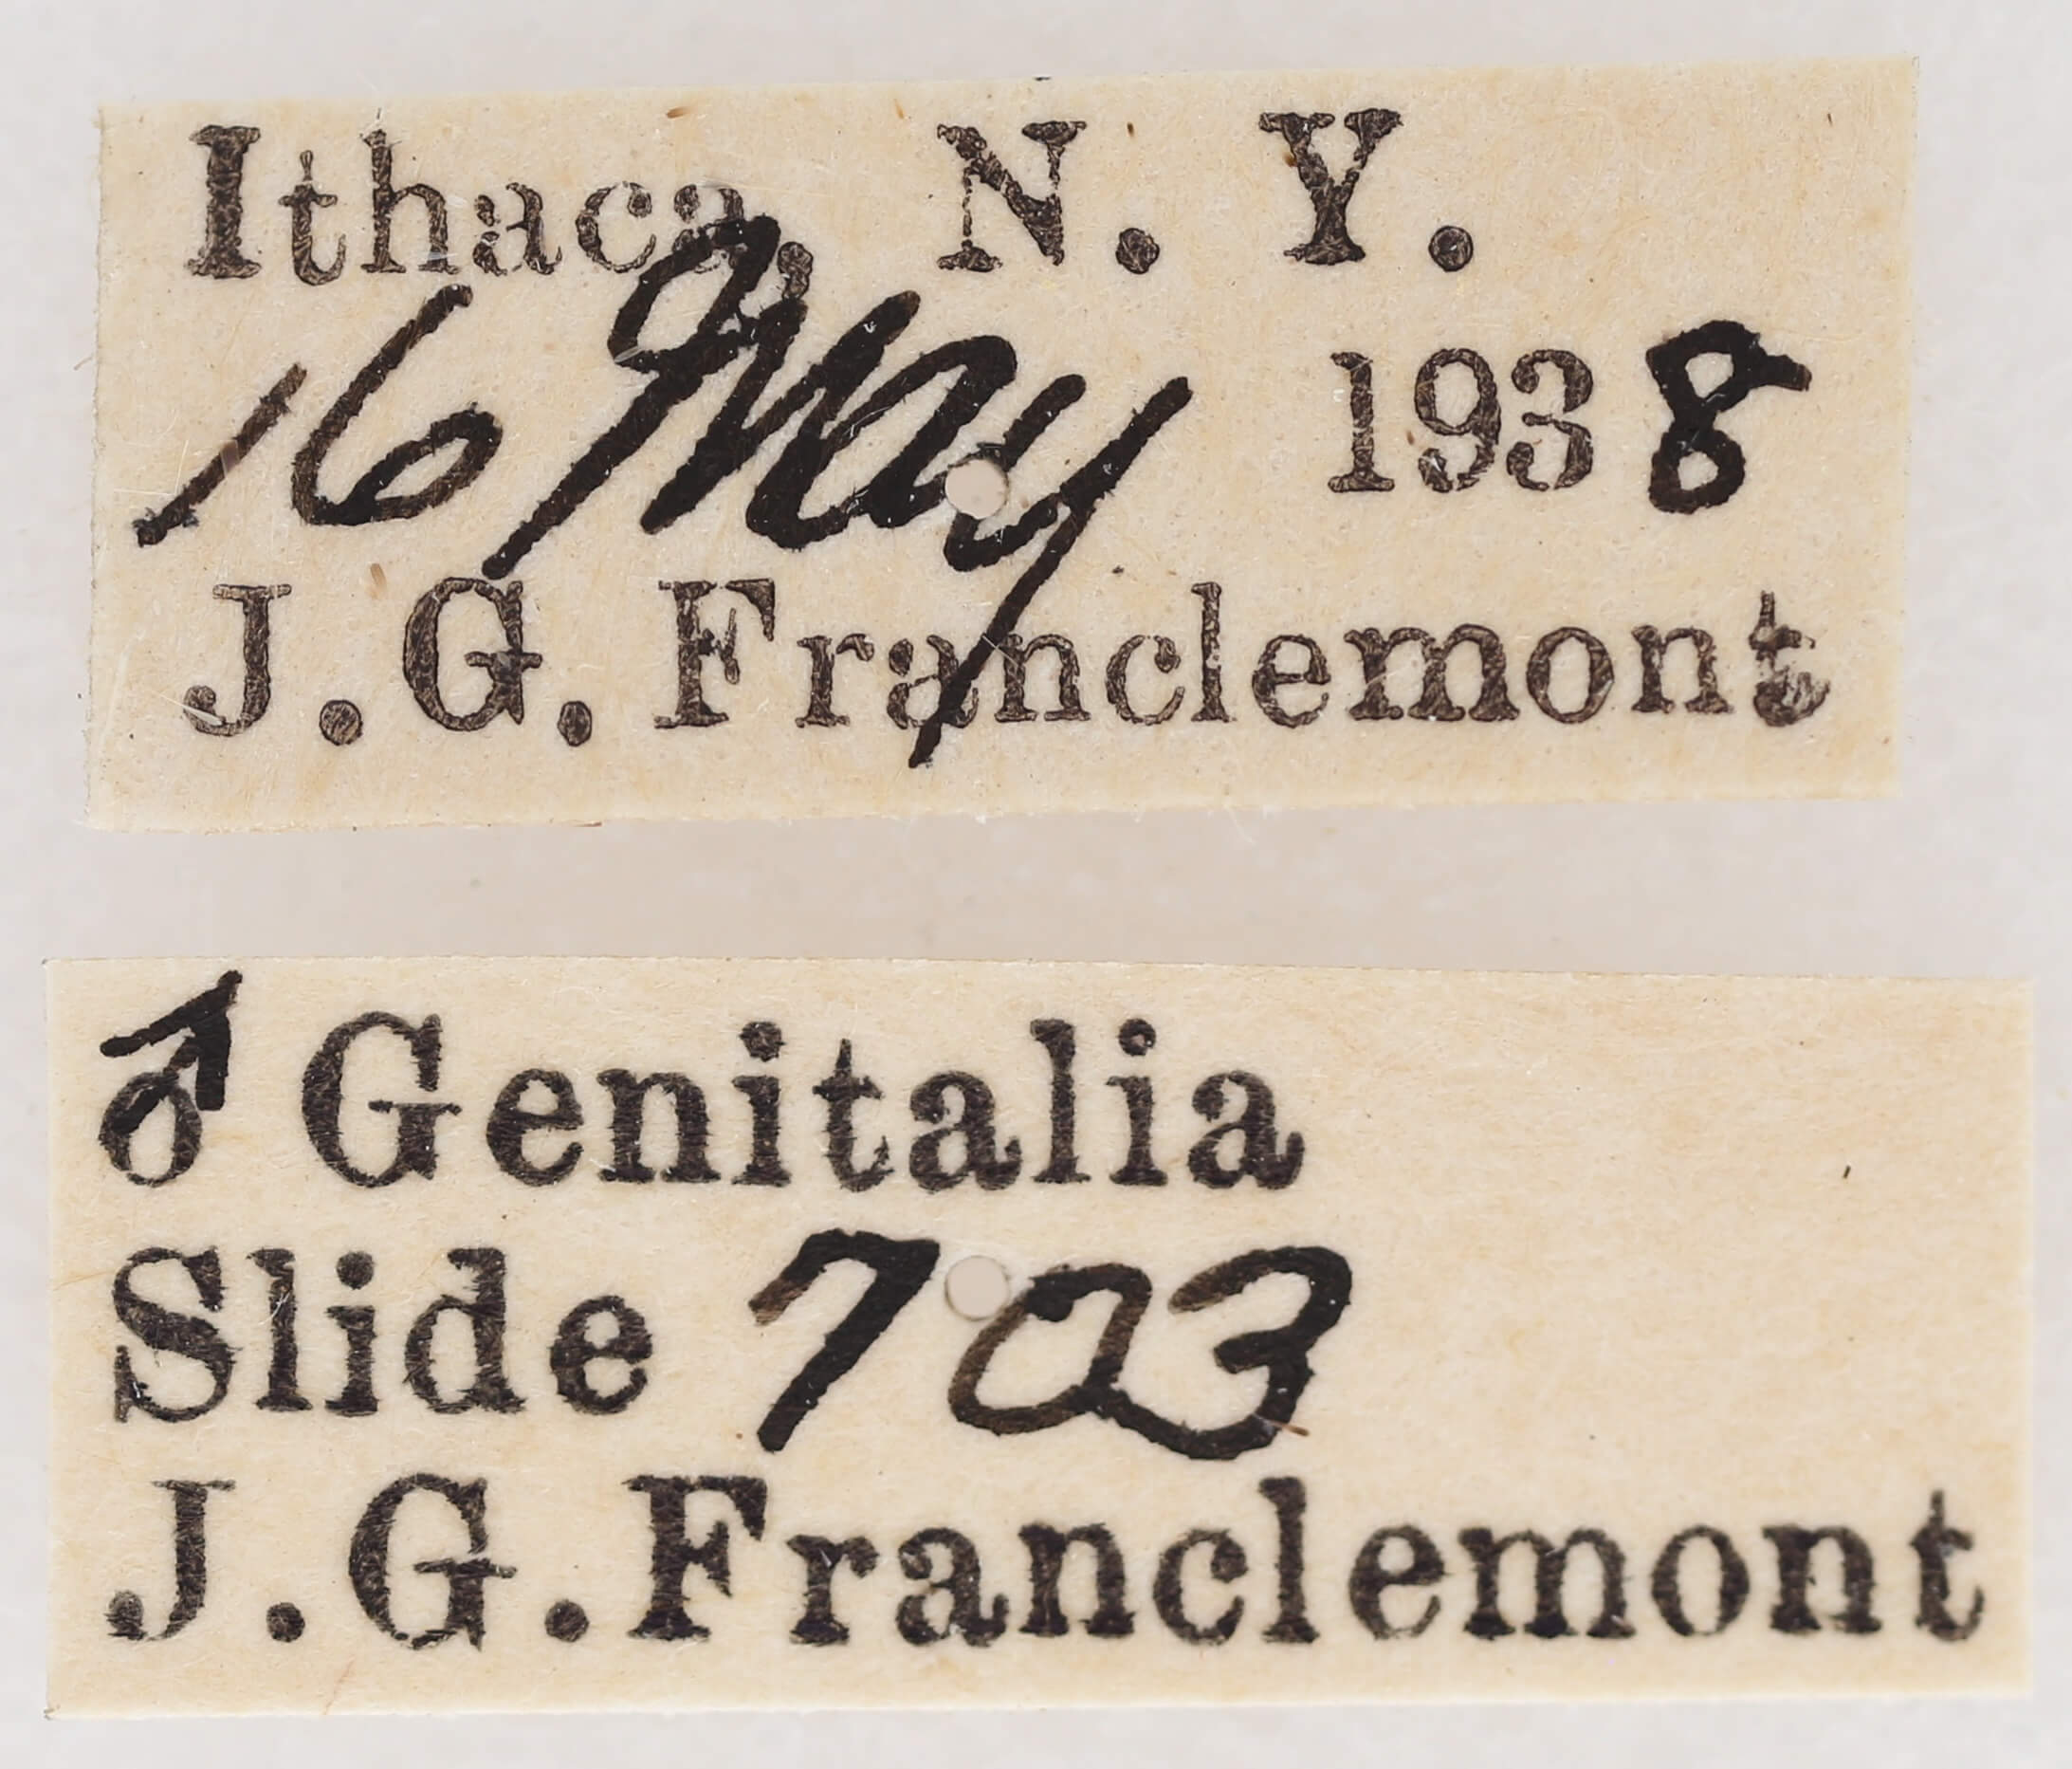 Ithaca, N. Y.
16 May 1938
J. G. Franclemont
♂ Genitalia
Slide 703
J. G. Franclemont